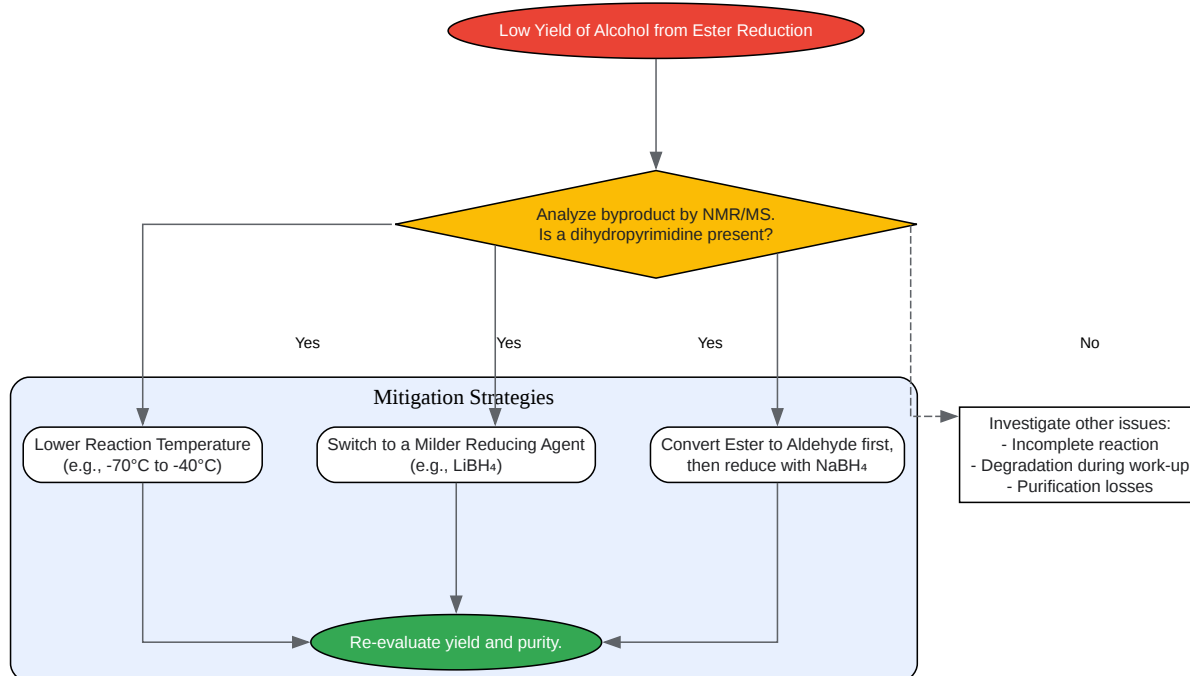 Low Yield of Alcohol from Ester Reduction
Analyze byproduct by NMR/MS.
Is a dihydropyrimidine present?
Yes
Yes
Yes
No
Mitigation Strategies
Lower Reaction Temperature
(e.g., -70°C to -40°C)
Switch to a Milder Reducing Agent
(e.g., LiBH₄)
Convert Ester to Aldehyde first,
then reduce with NaBH₄
Investigate other issues:
- Incomplete reaction
- Degradation during work-up
- Purification losses
Re-evaluate yield and purity.